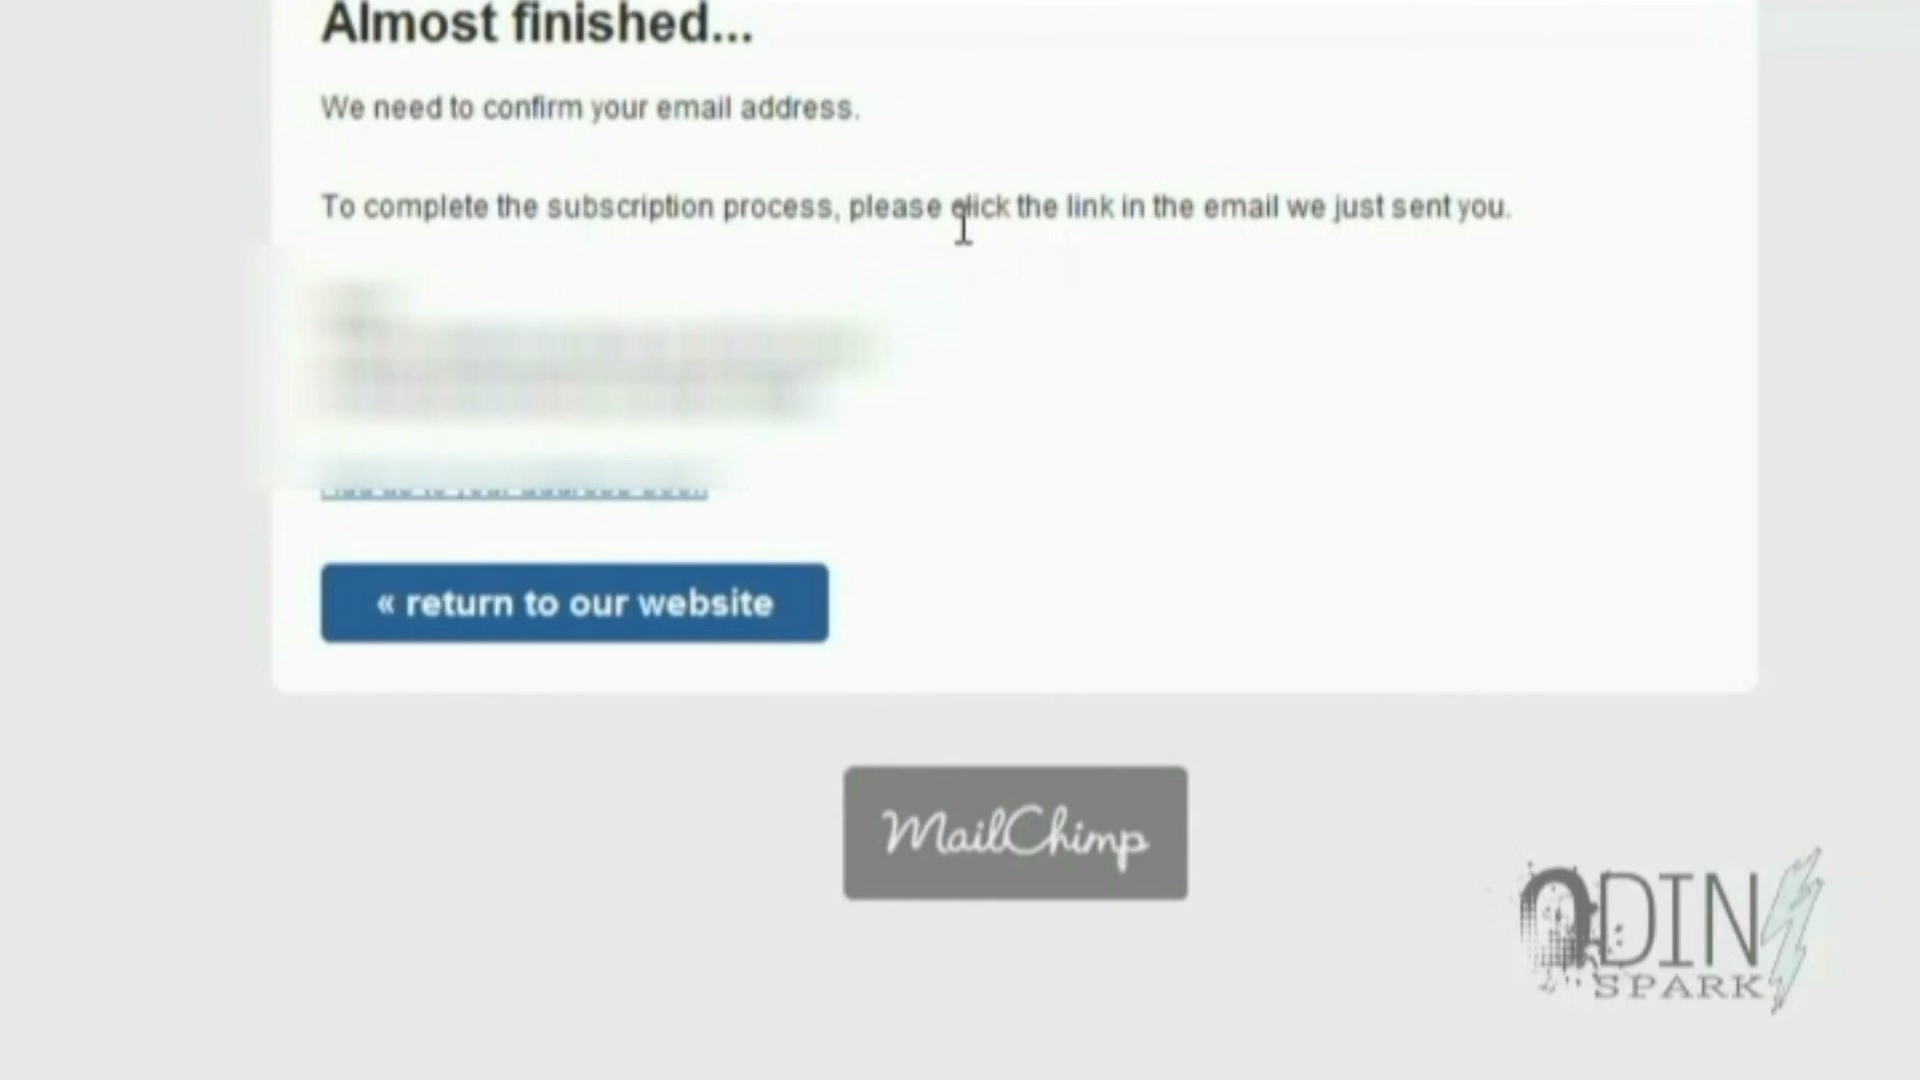 Almost finished...
We need to confirm your email address.
To complete the subscription process, please click the link in the email we just sent you.
« return to our website
MailChimp
ODIN
SPARK